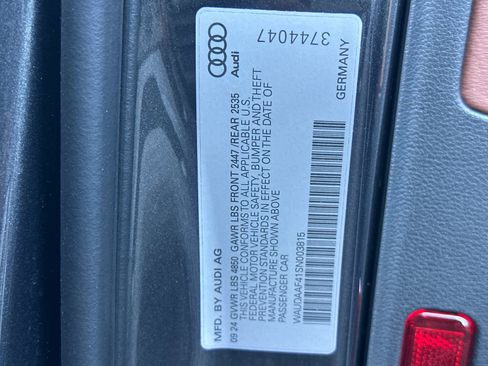 MFD. BY AUDI AG
09 24 GVWR LBS 4850 GAWR LBS FRONT 2447/REAR 2535
THIS VEHICLE CONFORMS TO ALL APPLICABLE U.S.
FEDERAL MOTOR VEHICLE SAFETY, BUMPER AND THEFT
PREVENTION STANDARDS IN EFFECT ON THE DATE OF
MANUFACTURE SHOWN ABOVE
PASSENGER CAR
WAUDAAF41SN003815
Audi
3744047
GERMANY